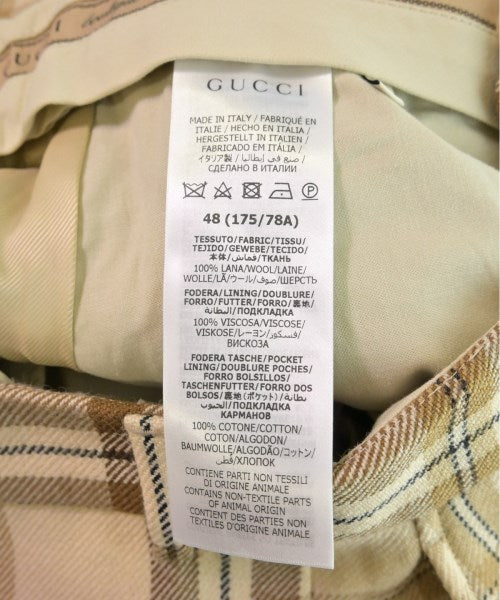 GUCCI
MADE IN ITALY / FABRIQUÉ EN
ITALIE / HECHO EN ITALIA/
HERGESTELLT IN ITALIEN /
FABRICADO EM ITÁLIA/
イタリア製 / صنع في إيطاليا /
СДЕЛАНО В ИТАЛИИ
48 (175/78A)
TESSUTO/FABRIC/TISSU/
TEJIDO/GEWEBE/TECIDO/
本体/قماش/ТКАНЬ
100% LANA/WOOL/LAINE/
WOLLE/LÃ/ウール/صوف/ШЕРСТЬ
FODERA/LINING/DOUBLURE/
FORRO/FUTTER/FORRO/裏地/
البطانة/ПОДКЛАДКА
100% VISCOSA/VISCOSE/
VISKOSE/レーヨン/فسكوز/
ВИСКОЗА
FODERA TASCHE/POCKET
LINING/DOUBLURE POCHES/
FORRO BOLSILLOS/
TASCHENFUTTER/FORRO DOS
BOLSOS/裏地(ポケット)/بطانة
الجيوب/ПОДКЛАДКА
КАРМАНОВ
100% COTONE/COTTON/
COTON/ALGODON/
BAUMWOLLE/ALGODÃO/コットン/
قطن/ХЛОПОК
CONTIENE PARTI NON TESSILI
DI ORIGINE ANIMALE
CONTAINS NON-TEXTILE PARTS
OF ANIMAL ORIGIN
CONTIENT DES PARTIES NON
TEXTILES D'ORIGINE ANIMALE